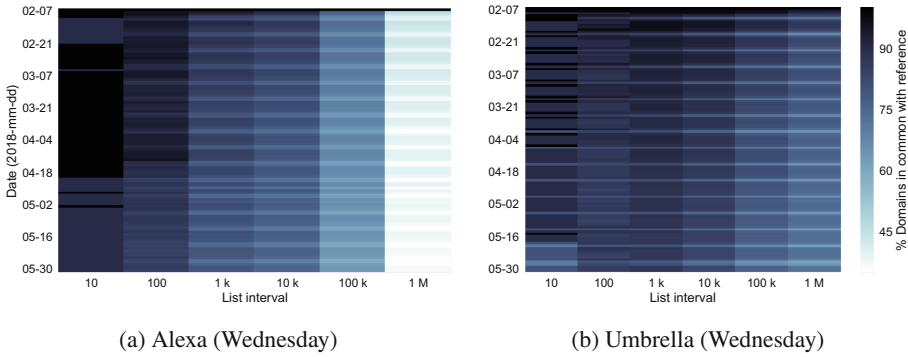 02-07
02-21
03-07
03-21
04-04
04-18
05-02
05-16
05-30
Date (2018-mm-dd)
10 100 1 k 10 k 100 k 1 M
List interval
(a) Alexa (Wednesday)
02-07
02-21
03-07
03-21
04-04
04-18
05-02
05-16
05-30
10 100 1 k 10 k 100 k 1 M
List interval
(b) Umbrella (Wednesday)
90
75
60
45
% Domains in common with reference